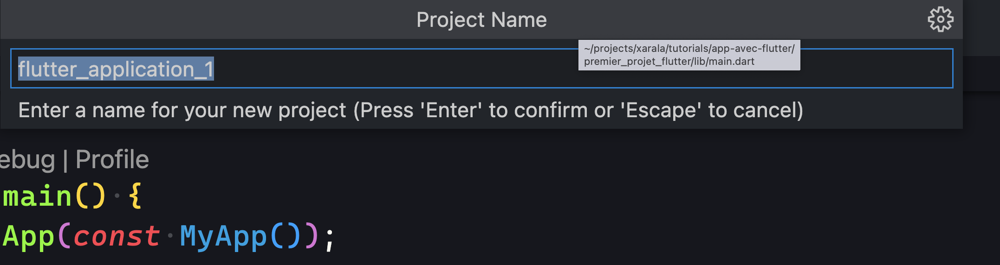 Project Name
~/projects/xarala/tutorials/app-avec-flutter/
premier_projet_flutter/lib/main.dart
flutter_application_1
Enter a name for your new project (Press 'Enter' to confirm or 'Escape' to cancel)
ebug | Profile
main() {
App(const MyApp());